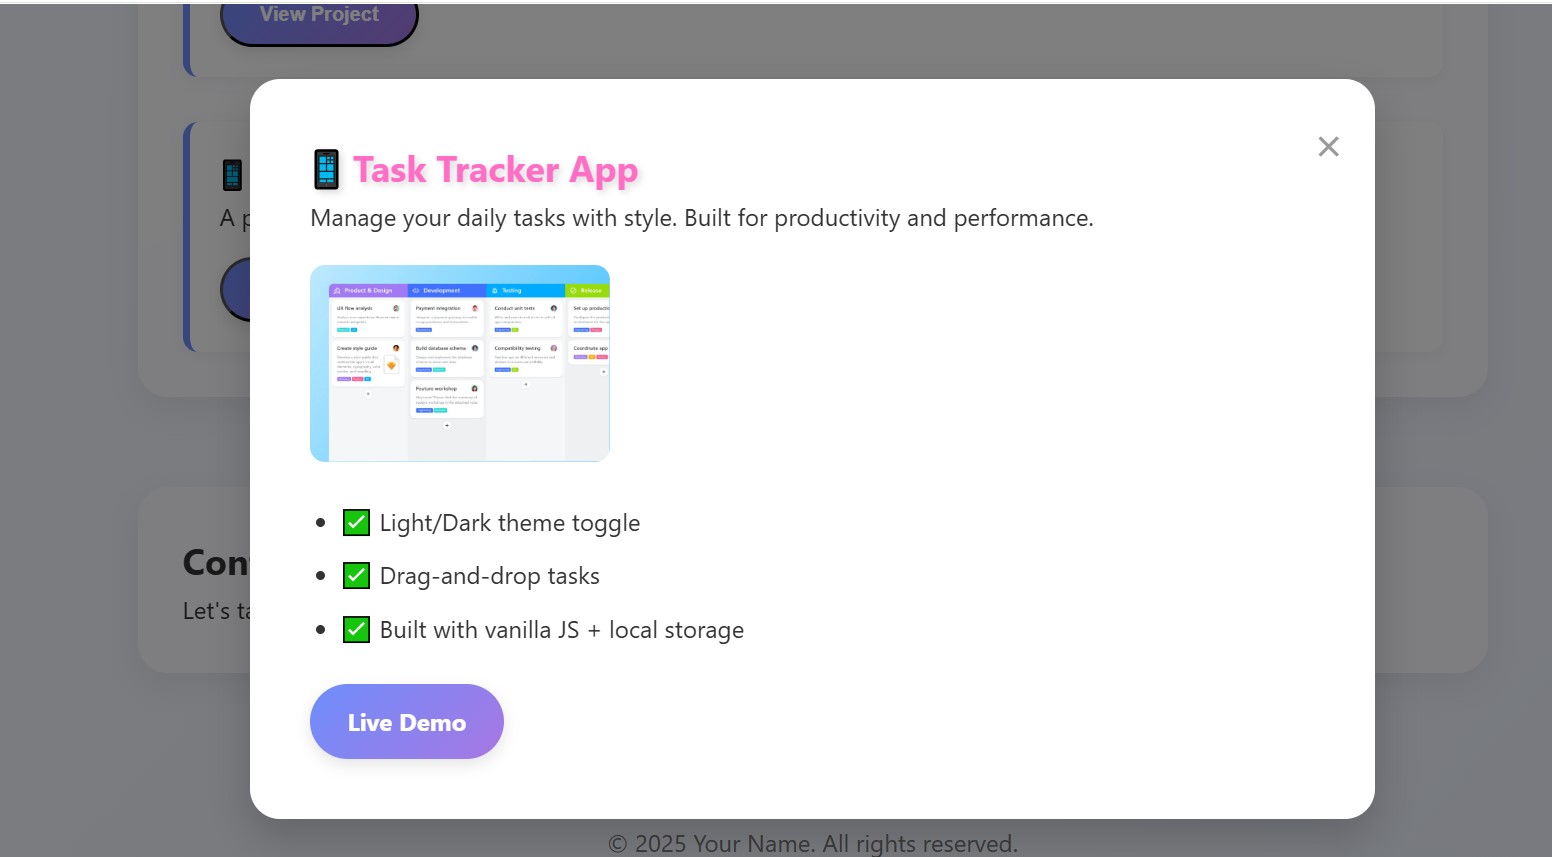 View Project
📱 Task Tracker App
×
Manage your daily tasks with style. Built for productivity and performance.
Product & Design
Development
Testing
Release
UX flow analysis
Payment integration
Conduct unit tests
Set up
Create style guide
Build database schema
Compatibility testing
Coordinate app
Feature workshop
• ✅ Light/Dark theme toggle
• ✅ Drag-and-drop tasks
• ✅ Built with vanilla JS + local storage
Live Demo
A
Let's
© 2025 Your Name. All rights reserved.